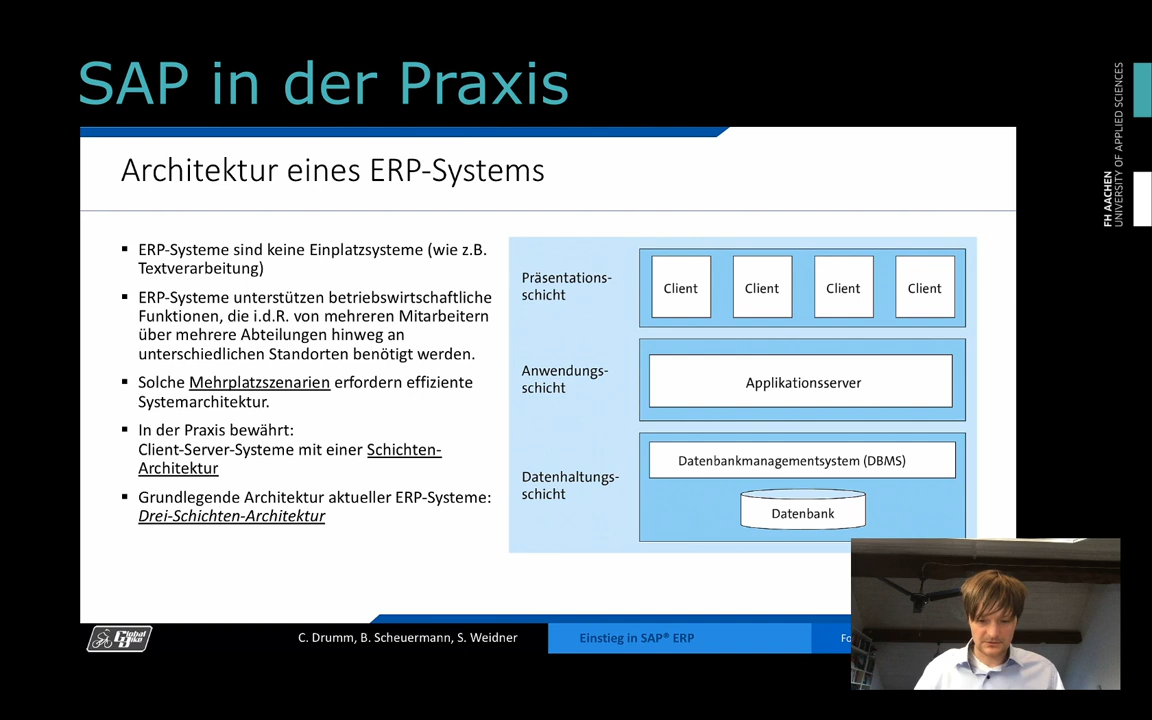 SAP in der Praxis
FH AACHEN
UNIVERSITY OF APPLIED SCIENCES
Architektur eines ERP-Systems
▪ ERP-Systeme sind keine Einplatzsysteme (wie z.B.
Textverarbeitung)
▪ ERP-Systeme unterstützen betriebswirtschaftliche
Funktionen, die i.d.R. von mehreren Mitarbeitern
über mehrere Abteilungen hinweg an
unterschiedlichen Standorten benötigt werden.
▪ Solche Mehrplatzszenarien erfordern effiziente
Systemarchitektur.
▪ In der Praxis bewährt:
Client-Server-Systeme mit einer Schichten-
Architektur
▪ Grundlegende Architektur aktueller ERP-Systeme:
Drei-Schichten-Architektur
Präsentations-
schicht
Client Client Client Client
Anwendungs-
schicht
Applikationsserver
Datenhaltungs-
schicht
Datenbankmanagementsystem (DBMS)
Datenbank
Global
Bike
C. Drumm, B. Scheuermann, S. Weidner
Einstieg in SAP® ERP